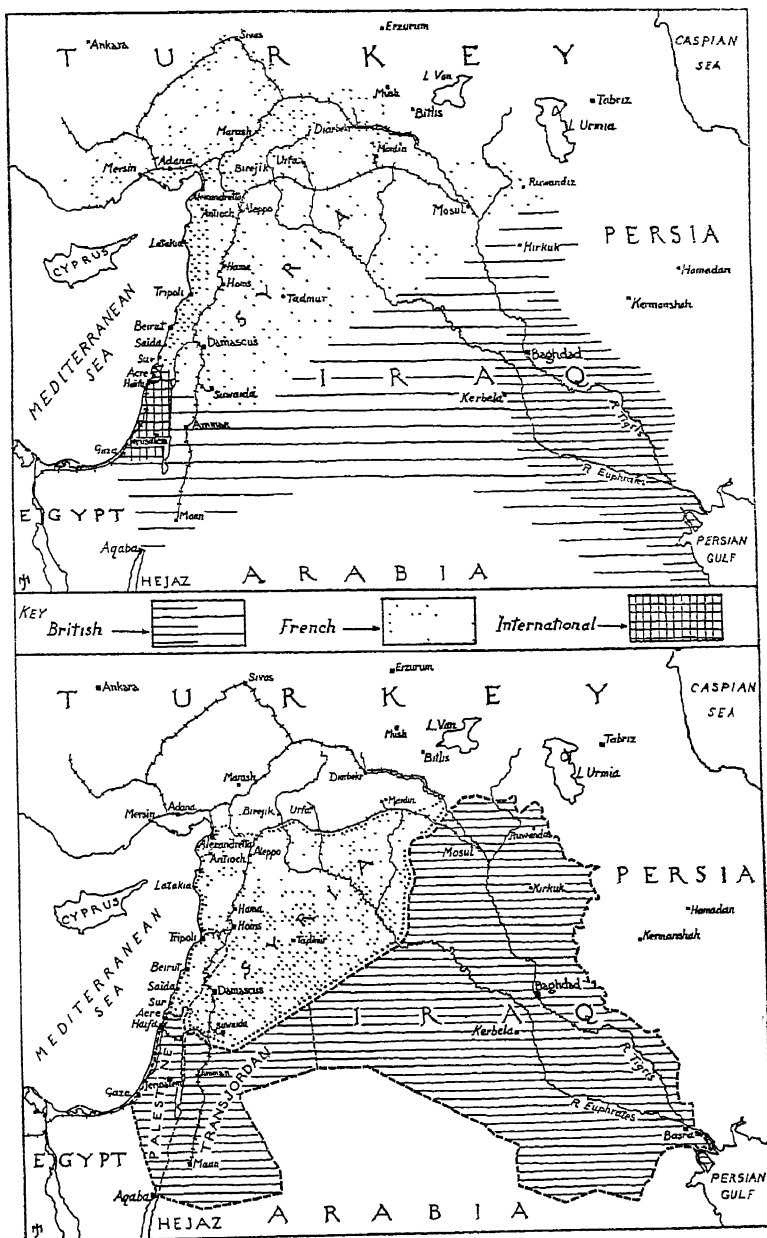 TURKEY
Ankara
Sivas
Erzurum
CASPIAN
SEA
L. Van
Mush
Bitlis
Tabriz
L. Urmia
Marash
Diarbekr
Mardin
Mersin
Adana
Birejik
Urfa
Alexandretta
Antioch
Aleppo
Mosul
Ruwandiz
CYPRUS
Latakia
Hama
Homs
SYRIA
Kirkuk
PERSIA
Hamadan
Kermanshah
Tripoli
Tadmur
MEDITERRANEAN
SEA
Beirut
Saida
Sur
Damascus
Acre
Haifa
Suwaida
IRAQ
Baghdad
Kerbela
R Tigris
Amman
Jerusalem
Gaza
R Euphrates
EGYPT
Maan
Aqaba
HEJAZ
ARABIA
PERSIAN
GULF
KEY
British
French
International
TURKEY
Ankara
Sivas
Erzurum
CASPIAN
SEA
L. Van
Mush
Bitlis
Tabriz
L Urmia
Marash
Diarbekr
Mardin
Mersin
Adana
Birejik
Urfa
Alexandretta
Antioch
Aleppo
Mosul
Ruwandas
CYPRUS
Latakia
Hama
Homs
SYRIA
Kirkuk
PERSIA
Hamadan
Kermanshah
Tripoli
Tadmur
MEDITERRANEAN
SEA
Beirut
Saida
Sur
Damascus
Acre
Haifa
Suwaida
IRAQ
Baghdad
Kerbela
R Tigris
Amman
Jerusalem
Gaza
PALESTINE
TRANSJORDAN
R Euphrates
Basra
EGYPT
Maan
Aqaba
HEJAZ
ARABIA
PERSIAN
GULF